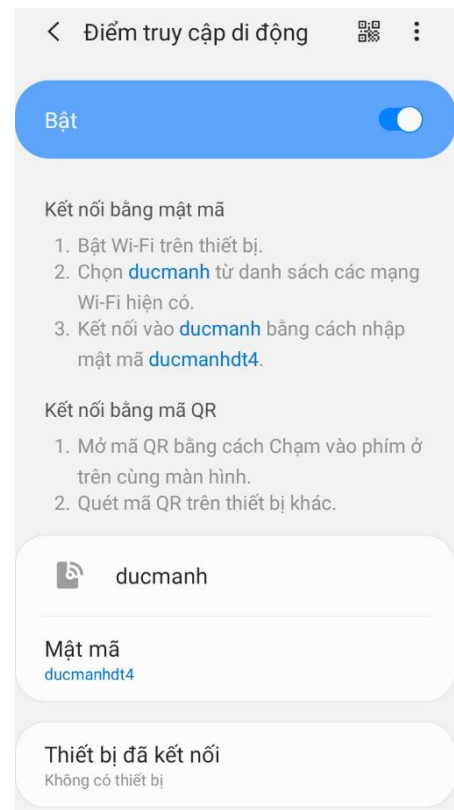 Điểm truy cập di động
Bật
Kết nối bằng mật mã
1. Bật Wi-Fi trên thiết bị.
2. Chọn ducmanh từ danh sách các mạng
Wi-Fi hiện có.
3. Kết nối vào ducmanh bằng cách nhập
mật mã ducmanhdt4.
Kết nối bằng mã QR
1. Mở mã QR bằng cách Chạm vào phím ở
trên cùng màn hình.
2. Quét mã QR trên thiết bị khác.
ducmanh
Mật mã
ducmanhdt4
Thiết bị đã kết nối
Không có thiết bị